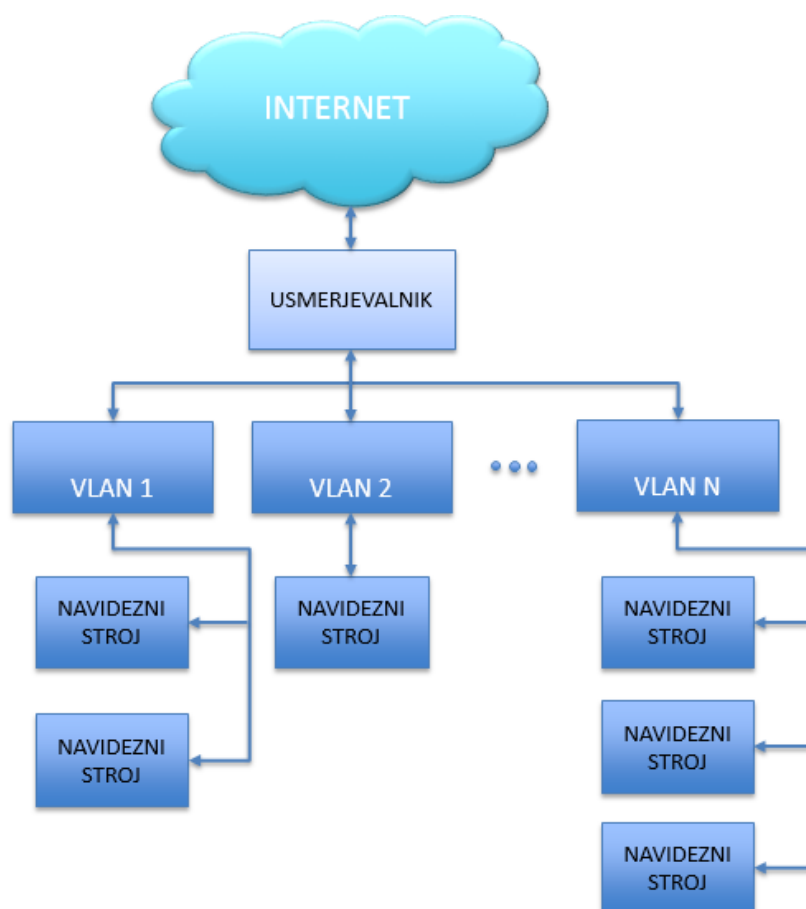 INTERNET
USMERJEVALNIK
VLAN 1
VLAN 2
VLAN N
NAVIDEZNI
STROJ
NAVIDEZNI
STROJ
NAVIDEZNI
STROJ
NAVIDEZNI
STROJ
NAVIDEZNI
STROJ
NAVIDEZNI
STROJ